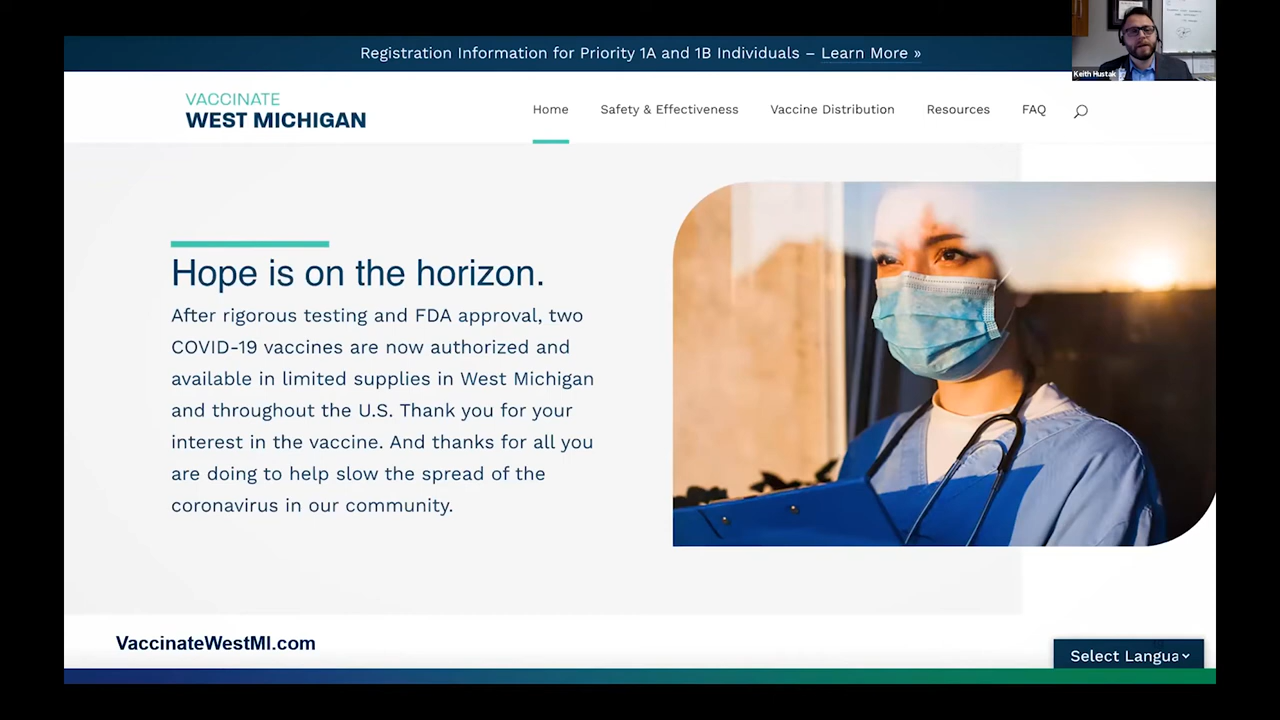 Registration Information for Priority 1A and 1B Individuals – Learn More »
Keith Hustak
VACCINATE
WEST MICHIGAN
Home
Safety & Effectiveness
Vaccine Distribution
Resources
FAQ
Hope is on the horizon.
After rigorous testing and FDA approval, two
COVID-19 vaccines are now authorized and
available in limited supplies in West Michigan
and throughout the U.S. Thank you for your
interest in the vaccine. And thanks for all you
are doing to help slow the spread of the
coronavirus in our community.
VaccinateWestMI.com
Select Langua